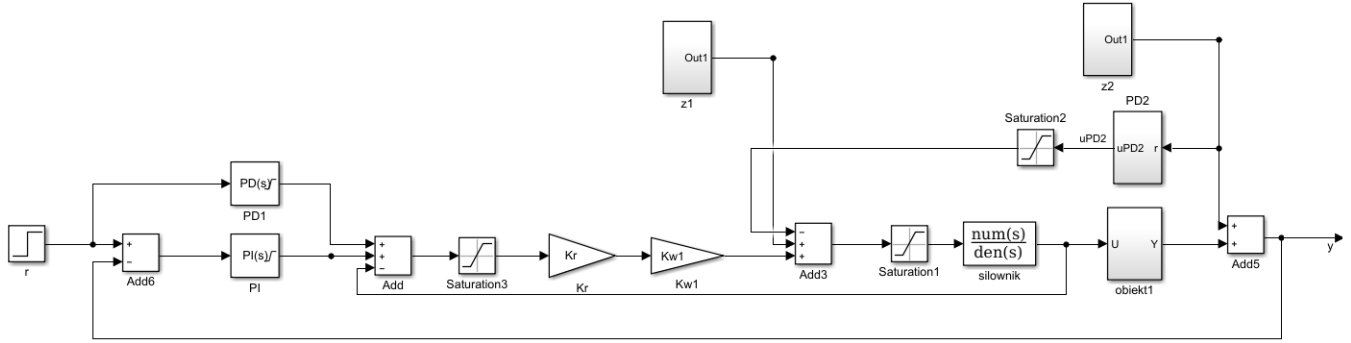 Out1
z1
Out1
z2
PD2
Saturation2
uPD2
uPD2
r
PD(s)
PD1
r
+
−
Add6
PI(s)
PI
+
+
−
Add
Saturation3
Kr
Kr
Kw1
Kw1
−
+
+
Add3
Saturation1
num(s)
den(s)
silownik
U
Y
obiekt1
+
+
Add5
y